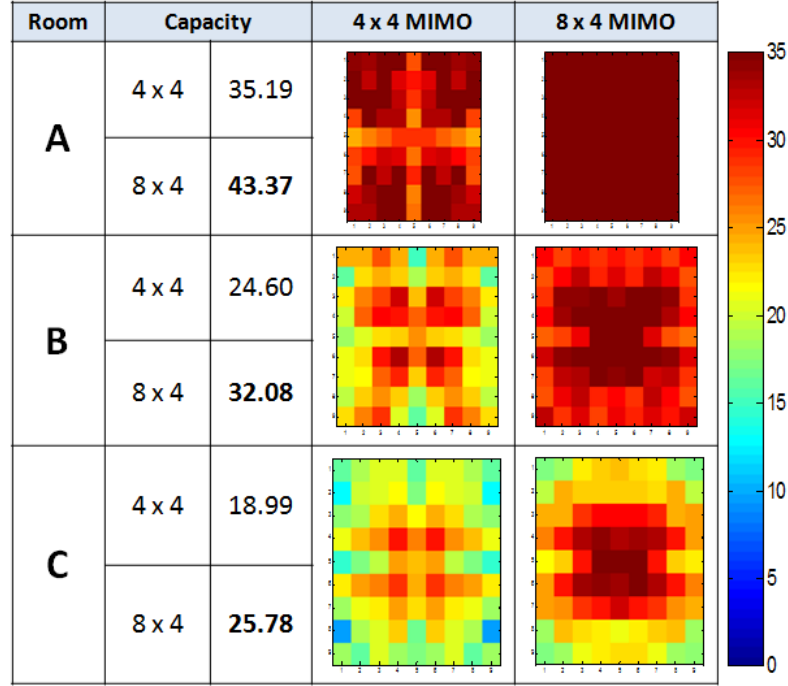 Room Capacity 4 x 4 MIMO 8 x 4 MIMO
A
4 x 4 35.19
8 x 4 43.37
B
4 x 4 24.60
8 x 4 32.08
C
4 x 4 18.99
8 x 4 25.78
35
30
25
20
15
10
5
0